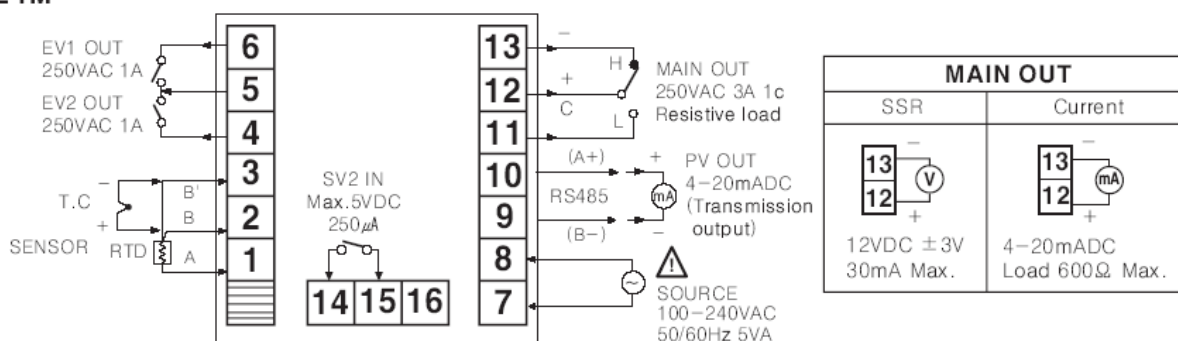 6
5
4
3
2
1
EV1 OUT
250VAC 1A
EV2 OUT
250VAC 1A
−
T.C
+
SENSOR
RTD
B'
B
A
SV2 IN
Max.5VDC
250μA
14 15 16
13
12
11
10
9
8
7
−
H
+
C
L
MAIN OUT
250VAC 3A 1c
Resistive load
(A+)
+
RS485
mA
(B−)
−
PV OUT
4−20mADC
(Transmission
output)
SOURCE
100−240VAC
50/60Hz 5VA
MAIN OUT
SSR
Current
13
12
−
V
+
12VDC ±3V
30mA Max.
13
12
−
mA
+
4−20mADC
Load 600Ω Max.